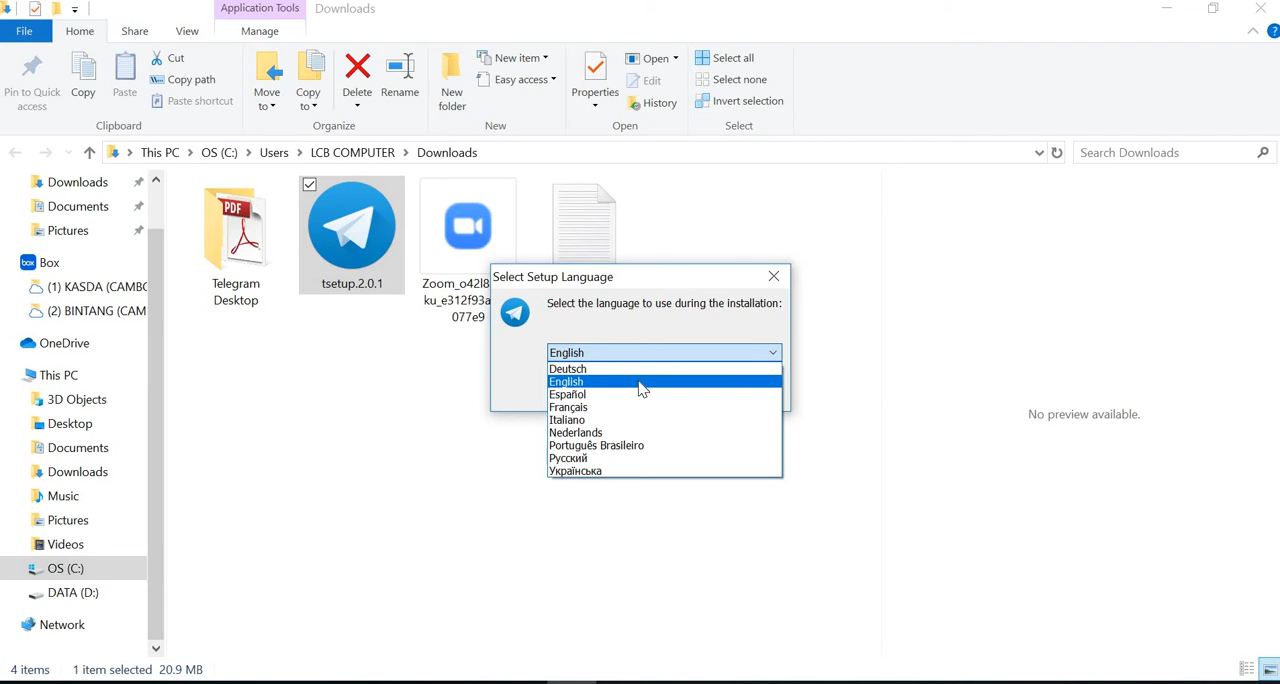 Application Tools
Downloads
File
Home
Share
View
Manage
Pin to Quick
access
Copy
Paste
Cut
Copy path
Paste shortcut
Clipboard
Move
to
Copy
to
Delete
Rename
Organize
New
folder
New item
Easy access
New
Properties
Open
Edit
History
Open
Select all
Select none
Invert selection
Select
This PC
OS (C:)
Users
LCB COMPUTER
Downloads
Search Downloads
Downloads
Documents
Pictures
box
Box
(1) KASDA (CAMBC
(2) BINTANG (CAM
OneDrive
This PC
3D Objects
Desktop
Documents
Downloads
Music
Pictures
Videos
OS (C:)
DATA (D:)
Network
PDF
Telegram
Desktop
tsetup.2.0.1
Zoom_o42l8
ku_e312f93a
077e9
Select Setup Language
Select the language to use during the installation:
English
Deutsch
English
Español
Français
Italiano
Nederlands
Português Brasileiro
Русский
Українська
No preview available.
4 items
1 item selected 20.9 MB